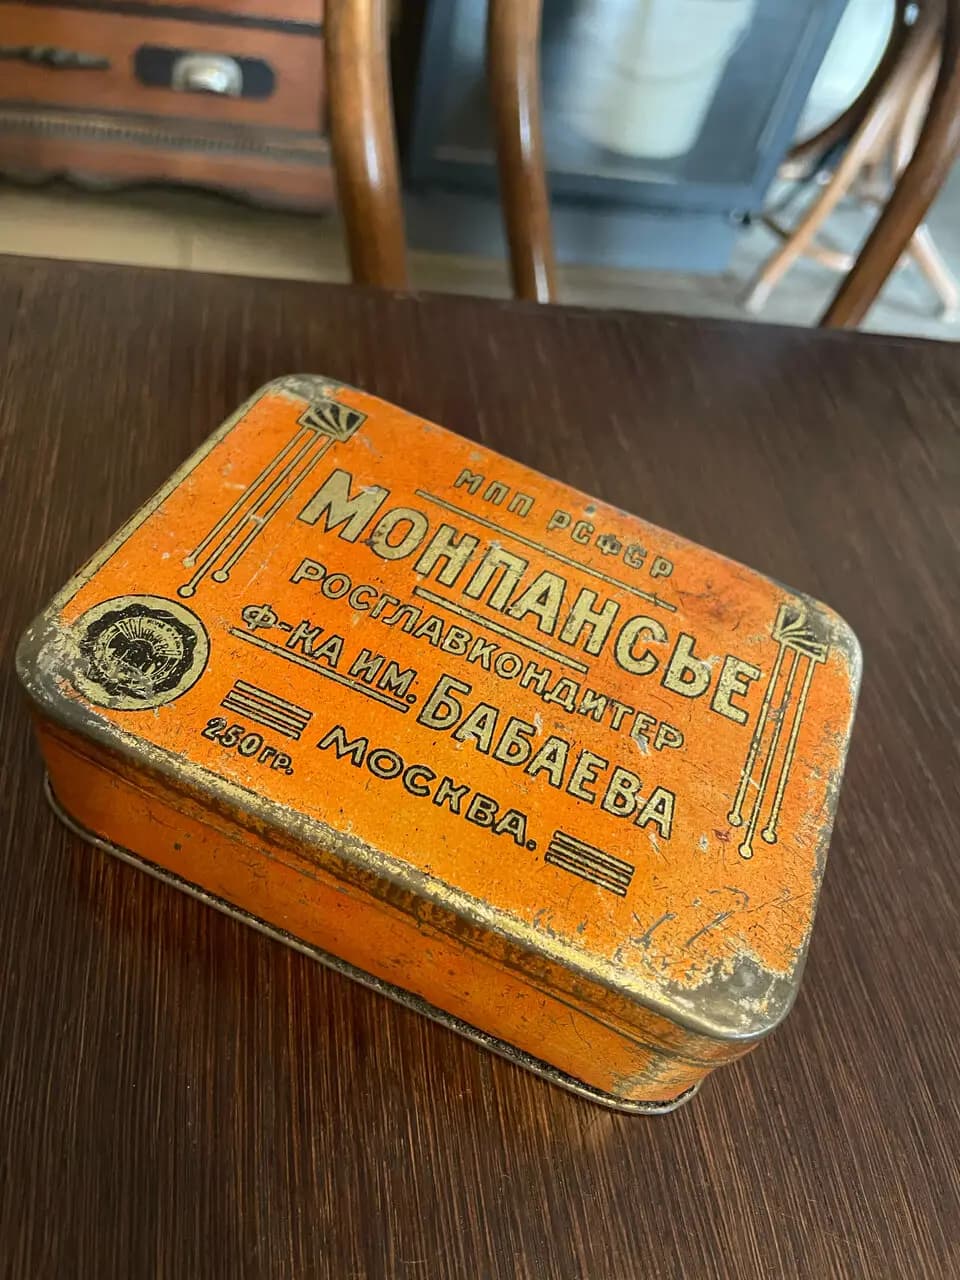 МПП РСФСР
МОНПАНСЬЕ
РОСГЛАВКОНДИТЕР
Ф-КА ИМ. БАБАЕВА
МОСКВА.
250 ГР.